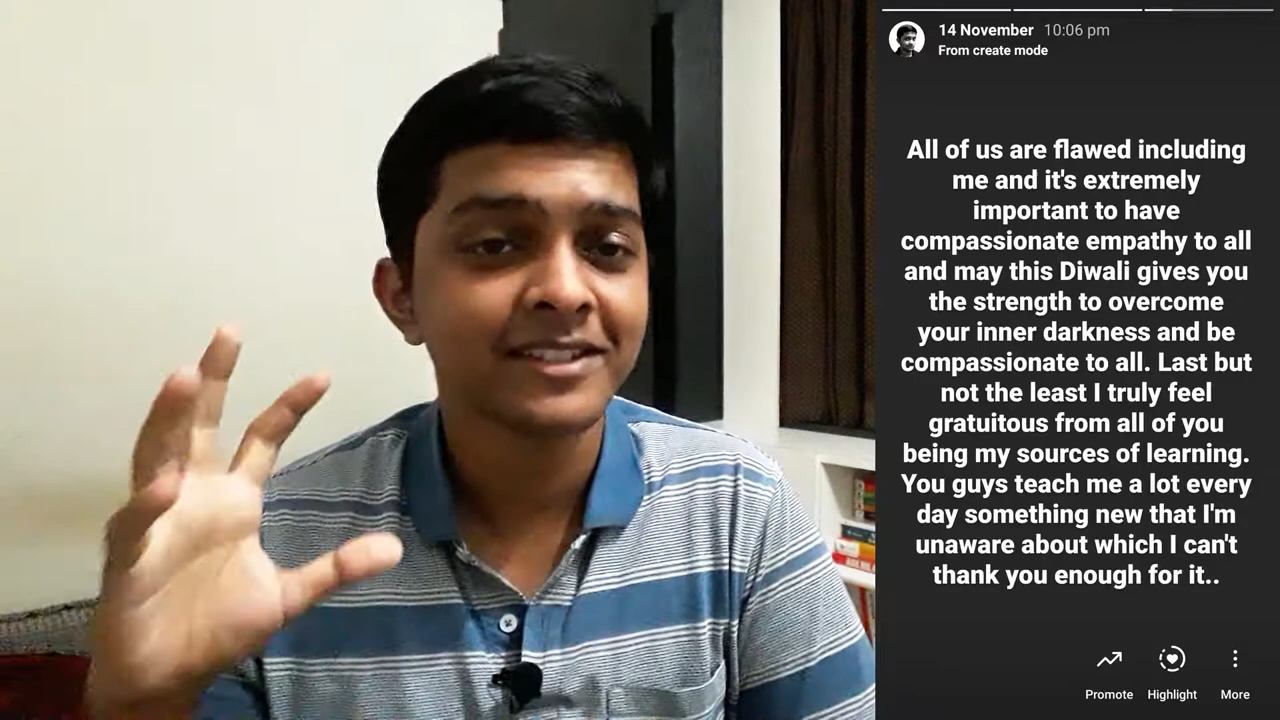 14 November 10:06 pm
From create mode
All of us are flawed including
me and it's extremely
important to have
compassionate empathy to all
and may this Diwali gives you
the strength to overcome
your inner darkness and be
compassionate to all. Last but
not the least I truly feel
gratuitous from all of you
being my sources of learning.
You guys teach me a lot every
day something new that I'm
unaware about which I can't
thank you enough for it..
Promote Highlight More